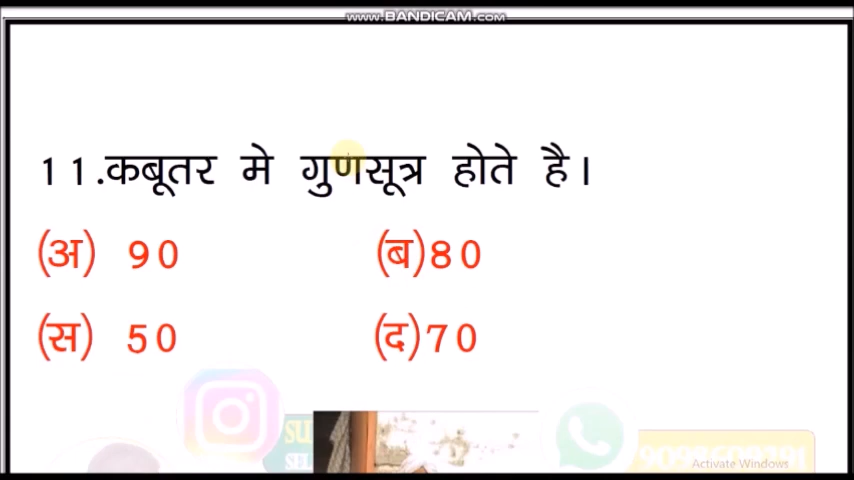 www.BANDICAM.com
11.कबूतर मे गुणसूत्र होते है।
(अ) 90 (ब)80
(स) 50 (द)70
Activate Windows